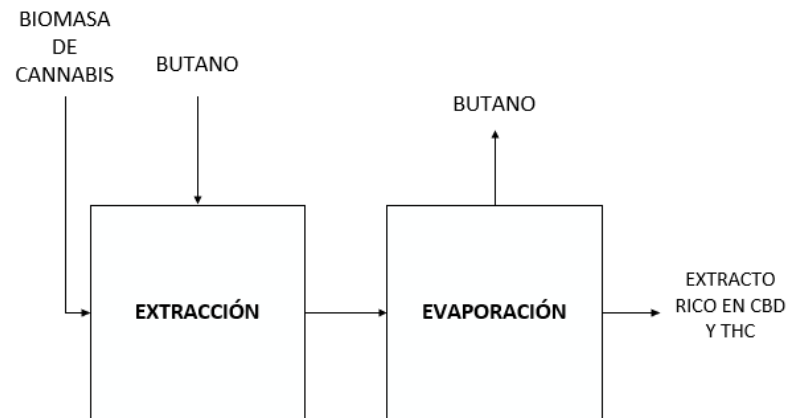 BIOMASA
DE
CANNABIS
BUTANO
BUTANO
EXTRACCIÓN
EVAPORACIÓN
EXTRACTO
RICO EN CBD
Y THC